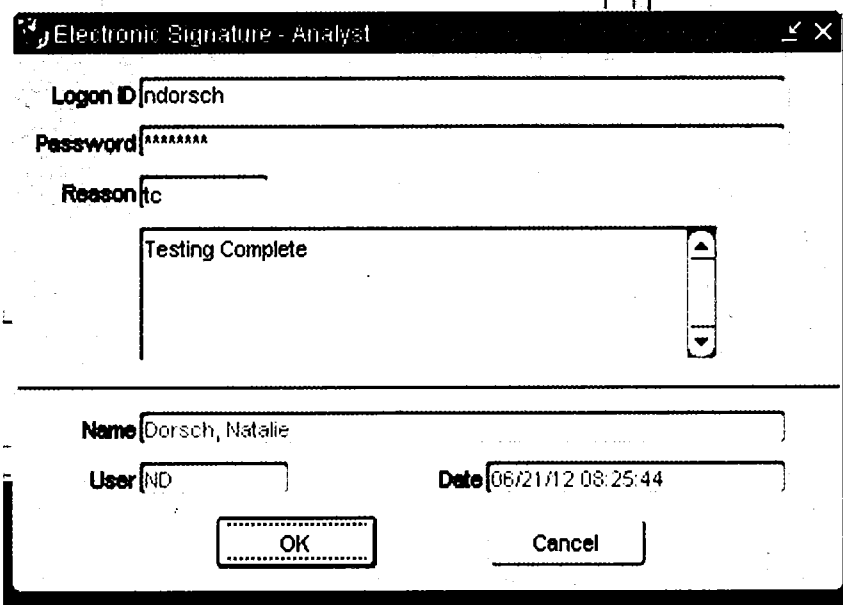 Electronic Signature - Analyst
Logon ID ndorsch
Password ********
Reason tc
Testing Complete
Name Dorsch, Natalie
User ND Date 06/21/12 08:25:44
OK Cancel